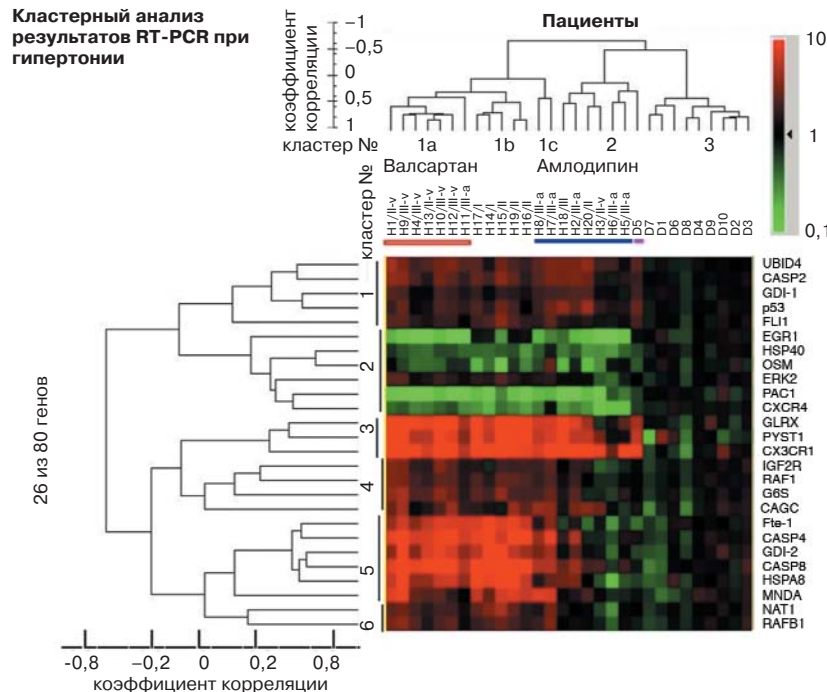 Кластерный анализ
результатов RT-PCR при
гипертонии
Пациенты
коэффициент
корреляции
−1
−0,5
0
0,5
1
10
1
0,1
кластер №
1a
1b
1c
2
3
Валсартан
Амлодипин
кластер №
H1/II-v
H9/III-v
H4/III-v
H13/II-v
H10/III-v
H12/III-v
H11/III-a
H17/I
H14/I
H15/II
H19/II
H16/II
H8/III-a
H7/III-a
H18/III
H2/III-a
H20/II
H3/II-v
H6/III-a
H5/III-a
D5
D7
D1
D6
D8
D4
D9
D10
D2
D3
26 из 80 генов
1
2
3
4
5
6
UBID4
CASP2
GDI-1
p53
FLI1
EGR1
HSP40
OSM
ERK2
PAC1
CXCR4
GLRX
PYST1
CX3CR1
IGF2R
RAF1
G6S
CAGC
Fte-1
CASP4
GDI-2
CASP8
HSPA8
MNDA
NAT1
RAFB1
-0,8 −0,2 0 0,2 0,8
коэффициент корреляции